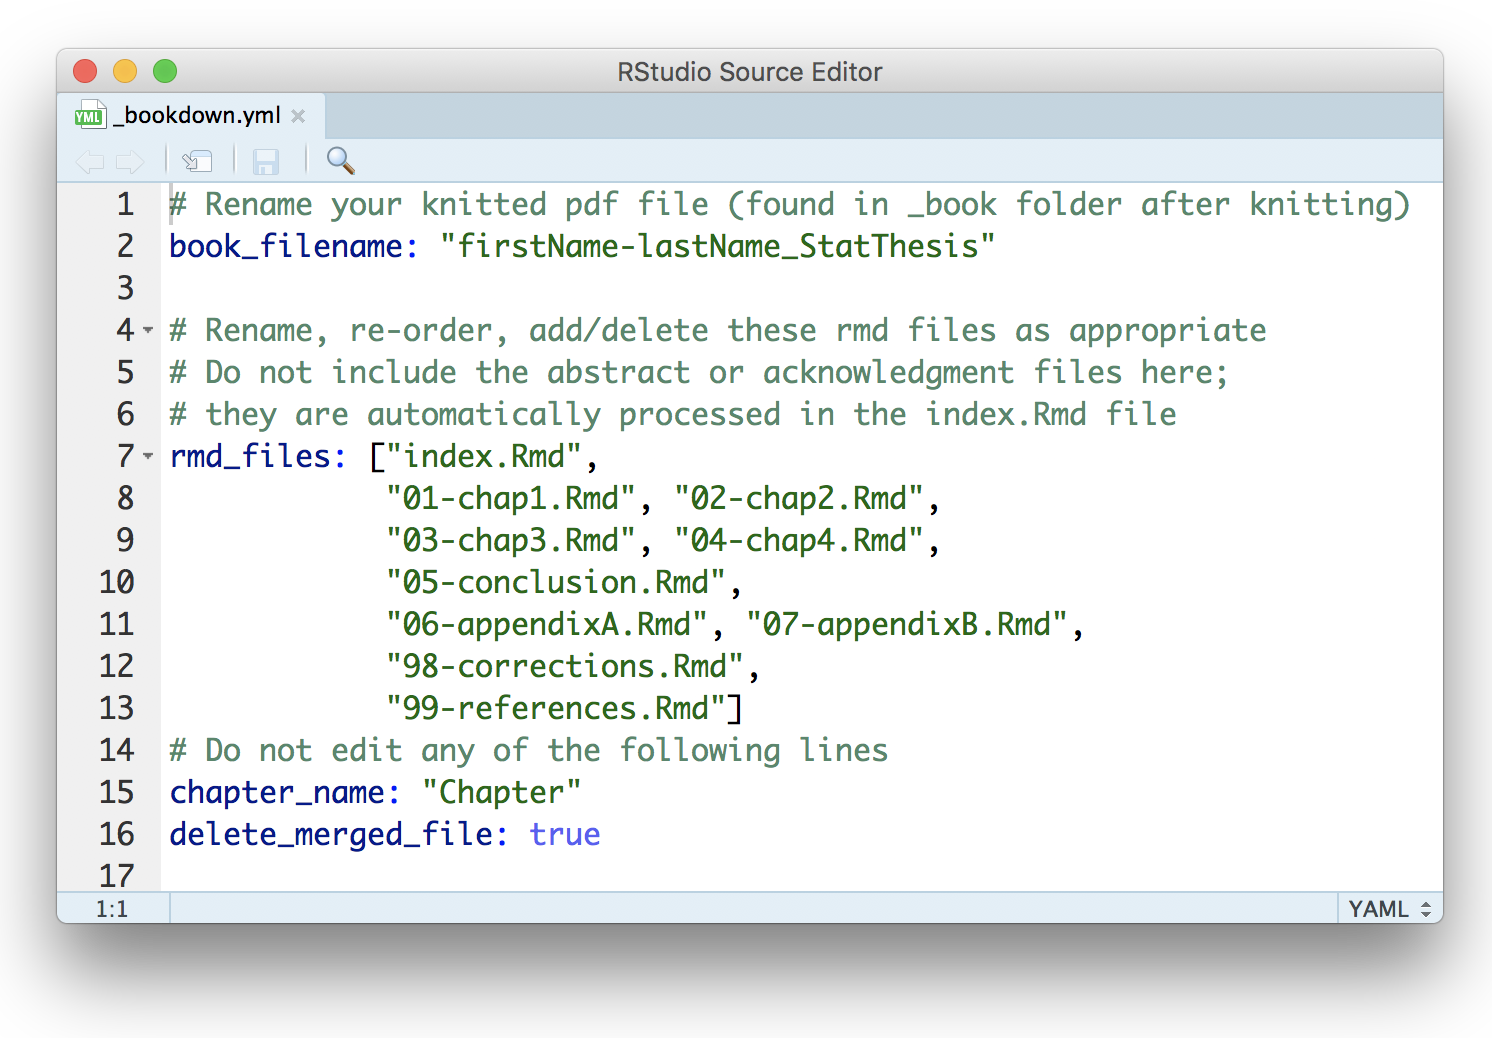 RStudio Source Editor
YML _bookdown.yml ×
1 # Rename your knitted pdf file (found in _book folder after knitting)
2 book_filename: "firstName-lastName_StatThesis"
3
4 # Rename, re-order, add/delete these rmd files as appropriate
5 # Do not include the abstract or acknowledgment files here;
6 # they are automatically processed in the index.Rmd file
7 rmd_files: ["index.Rmd",
8 "01-chap1.Rmd", "02-chap2.Rmd",
9 "03-chap3.Rmd", "04-chap4.Rmd",
10 "05-conclusion.Rmd",
11 "06-appendixA.Rmd", "07-appendixB.Rmd",
12 "98-corrections.Rmd",
13 "99-references.Rmd"]
14 # Do not edit any of the following lines
15 chapter_name: "Chapter"
16 delete_merged_file: true
17
1:1 YAML